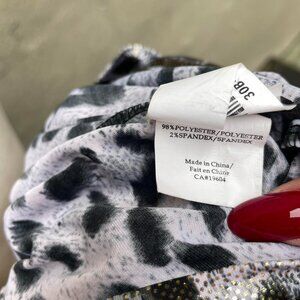 30B
98% POLYESTER/POLYESTER
2% SPANDEX/SPANDEX
Made in China/
Fait en Chine
CA#19604